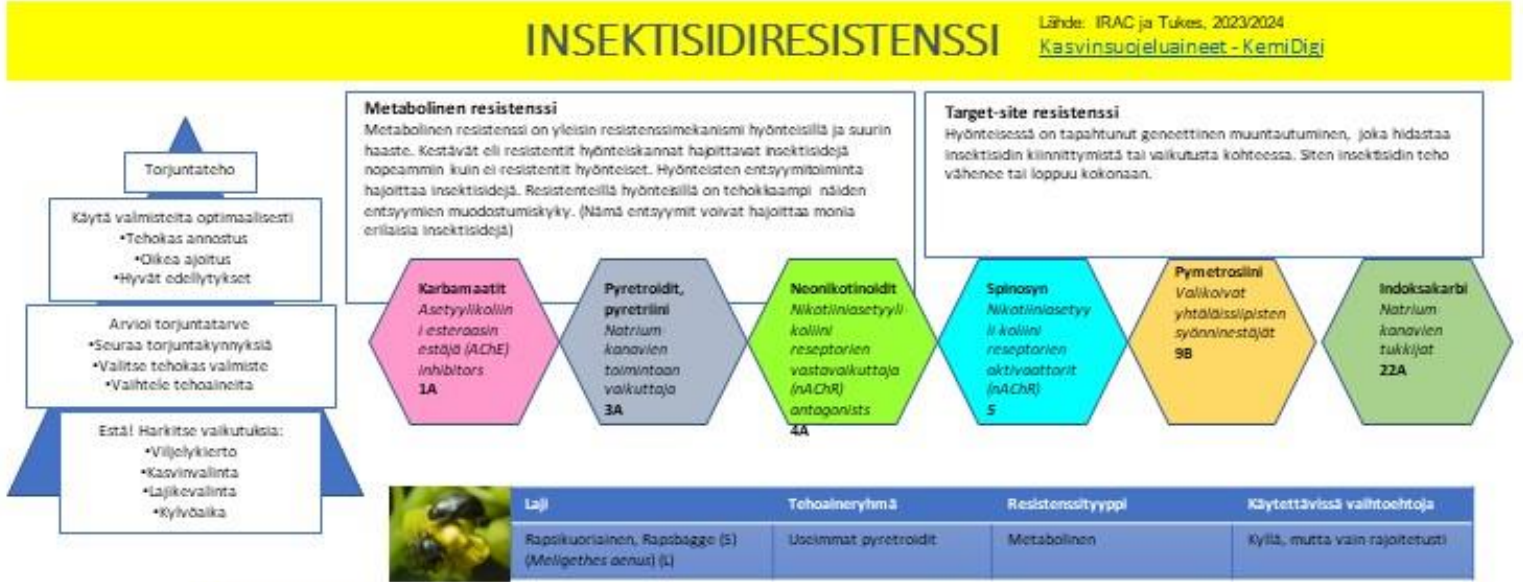 INSEKTISIDIRESISTENSSI
Lähde: IRAC ja Tukes, 2023/2024
Kasvinsuojeluaineet - KemiDigi
Torjuntateho
Käytä valmisteita optimaalisesti
•Tehokas annostus
•Oikea ajoitus
•Hyvät edellytykset
Arvioi torjuntatarve
•Seuraa torjuntakynnyksiä
•Valitse tehokas valmiste
•Vaihtele tehoaineita
Estä! Harkitse vaikutuksia:
•Viljelykierto
•Kasvinvalinta
•Lajikevalinta
•Kylvöaika
Metabolinen resistenssi
Metabolinen resistenssi on yleisin resistenssimekanismi hyönteisillä ja suurin
haaste. Kestävät eli resistentit hyönteiskannat hajoittavat insektisidejä
nopeammin kuin ei resistentit hyönteiset. Hyönteisten entsyymitoiminta
hajoittaa insektisidejä. Resistenteillä hyönteisillä on tehokkaampi näiden
entsyymien muodostumiskyky. (Nämä entsyymit voivat hajoittaa monia
erilaisia insektisidejä)
Target-site resistenssi
Hyönteisessä on tapahtunut geneettinen muuntautuminen, joka hidastaa
insektisidin kiinnittymistä tai vaikutusta kohteessa. Siten insektisidin teho
vähenee tai loppuu kokonaan.
Karbamaatit
Asetyylikoliin
i esteraasin
estäjä (AChE)
inhibitors
1A
Pyretroidit,
pyretriini
Natrium
kanavien
toimintaan
vaikuttaja
3A
Neonikotinoidit
Nikotiiniasetyyli-
koliini
reseptorien
vastavaikuttaja
(nAChR)
antagonists
4A
Spinosyn
Nikotiiniasetyy
li koliini
reseptorien
aktivaattorit
(nAChR)
5
Pymetrosiini
Valikoivat
yhtäläissiipisten
syönninestäjät
9B
Indoksakarbi
Natrium
kanavien
tukkijat
22A
Laji Tehoaineryhmä Resistenssityyppi Käytettävissä vaihtoehtoja
Rapsikuoriainen, Rapsbagge (S) Useimmat pyretroidit Metabolinen Kyllä, mutta vain rajoitetusti
(Meligethes aenus) (L)